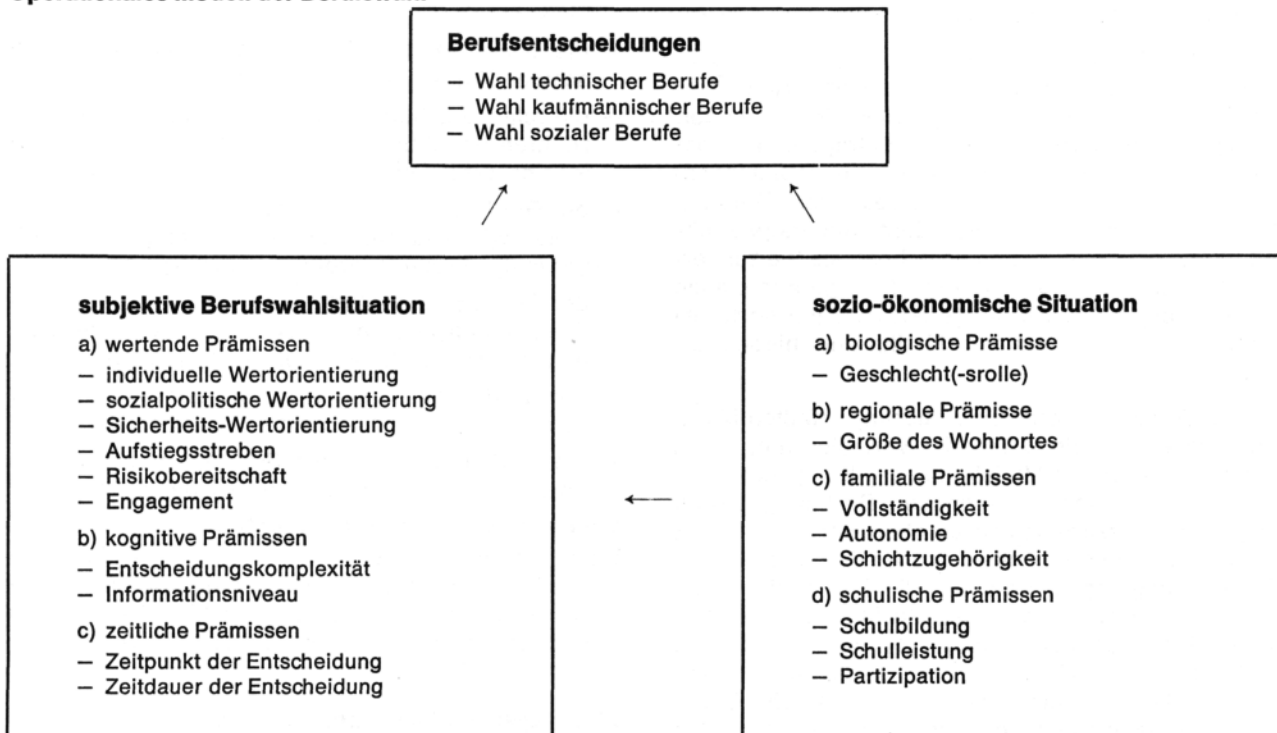 Berufsentscheidungen
– Wahl technischer Berufe
– Wahl kaufmännischer Berufe
– Wahl sozialer Berufe
subjektive Berufswahlsituation
a) wertende Prämissen
– individuelle Wertorientierung
– sozialpolitische Wertorientierung
– Sicherheits-Wertorientierung
– Aufstiegsstreben
– Risikobereitschaft
– Engagement
b) kognitive Prämissen
– Entscheidungskomplexität
– Informationsniveau
c) zeitliche Prämissen
– Zeitpunkt der Entscheidung
– Zeitdauer der Entscheidung
sozio-ökonomische Situation
a) biologische Prämisse
– Geschlecht(-srolle)
b) regionale Prämisse
– Größe des Wohnortes
c) familiale Prämissen
– Vollständigkeit
– Autonomie
– Schichtzugehörigkeit
d) schulische Prämissen
– Schulbildung
– Schulleistung
– Partizipation